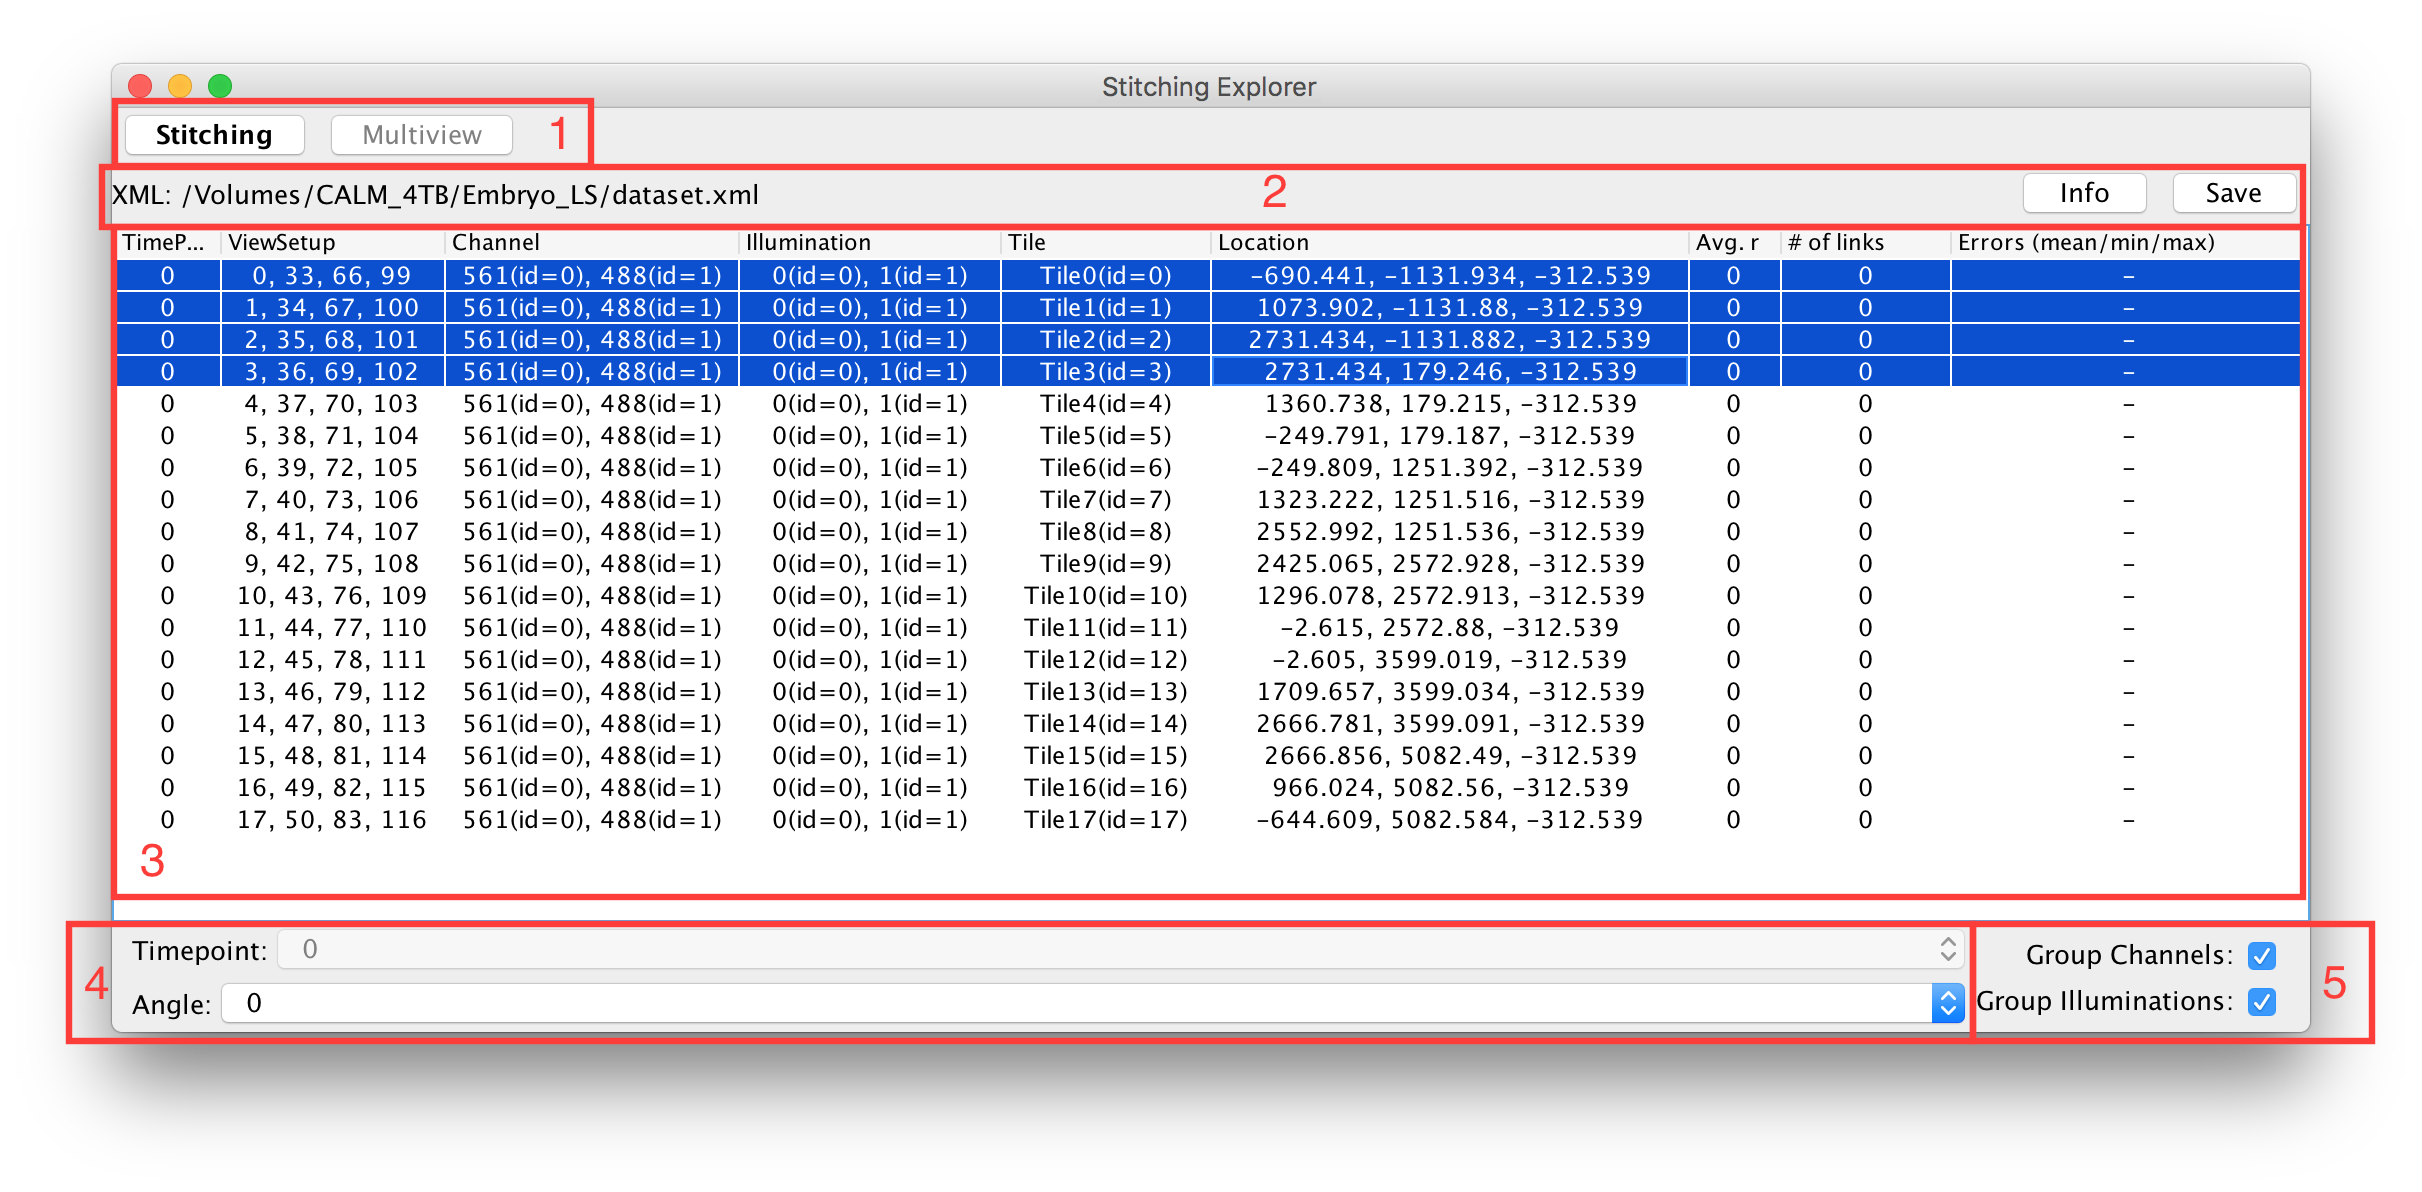 Stitching Explorer
Stitching Multiview 1
XML: /Volumes/CALM_4TB/Embryo_LS/dataset.xml 2 Info Save
TimeP... ViewSetup Channel Illumination Tile Location Avg. r # of links Errors (mean/min/max)
0 0, 33, 66, 99 561(id=0), 488(id=1) 0(id=0), 1(id=1) Tile0(id=0) -690.441, -1131.934, -312.539 0 0 -
0 1, 34, 67, 100 561(id=0), 488(id=1) 0(id=0), 1(id=1) Tile1(id=1) 1073.902, -1131.88, -312.539 0 0 -
0 2, 35, 68, 101 561(id=0), 488(id=1) 0(id=0), 1(id=1) Tile2(id=2) 2731.434, -1131.882, -312.539 0 0 -
0 3, 36, 69, 102 561(id=0), 488(id=1) 0(id=0), 1(id=1) Tile3(id=3) 2731.434, 179.246, -312.539 0 0 -
0 4, 37, 70, 103 561(id=0), 488(id=1) 0(id=0), 1(id=1) Tile4(id=4) 1360.738, 179.215, -312.539 0 0 -
0 5, 38, 71, 104 561(id=0), 488(id=1) 0(id=0), 1(id=1) Tile5(id=5) -249.791, 179.187, -312.539 0 0 -
0 6, 39, 72, 105 561(id=0), 488(id=1) 0(id=0), 1(id=1) Tile6(id=6) -249.809, 1251.392, -312.539 0 0 -
0 7, 40, 73, 106 561(id=0), 488(id=1) 0(id=0), 1(id=1) Tile7(id=7) 1323.222, 1251.516, -312.539 0 0 -
0 8, 41, 74, 107 561(id=0), 488(id=1) 0(id=0), 1(id=1) Tile8(id=8) 2552.992, 1251.536, -312.539 0 0 -
0 9, 42, 75, 108 561(id=0), 488(id=1) 0(id=0), 1(id=1) Tile9(id=9) 2425.065, 2572.928, -312.539 0 0 -
0 10, 43, 76, 109 561(id=0), 488(id=1) 0(id=0), 1(id=1) Tile10(id=10) 1296.078, 2572.913, -312.539 0 0 -
0 11, 44, 77, 110 561(id=0), 488(id=1) 0(id=0), 1(id=1) Tile11(id=11) -2.615, 2572.88, -312.539 0 0 -
0 12, 45, 78, 111 561(id=0), 488(id=1) 0(id=0), 1(id=1) Tile12(id=12) -2.605, 3599.019, -312.539 0 0 -
0 13, 46, 79, 112 561(id=0), 488(id=1) 0(id=0), 1(id=1) Tile13(id=13) 1709.657, 3599.034, -312.539 0 0 -
0 14, 47, 80, 113 561(id=0), 488(id=1) 0(id=0), 1(id=1) Tile14(id=14) 2666.781, 3599.091, -312.539 0 0 -
0 15, 48, 81, 114 561(id=0), 488(id=1) 0(id=0), 1(id=1) Tile15(id=15) 2666.856, 5082.49, -312.539 0 0 -
0 16, 49, 82, 115 561(id=0), 488(id=1) 0(id=0), 1(id=1) Tile16(id=16) 966.024, 5082.56, -312.539 0 0 -
0 17, 50, 83, 116 561(id=0), 488(id=1) 0(id=0), 1(id=1) Tile17(id=17) -644.609, 5082.584, -312.539 0 0 -
3
Timepoint: 0 Group Channels:
4 5
Angle: 0 Group Illuminations: